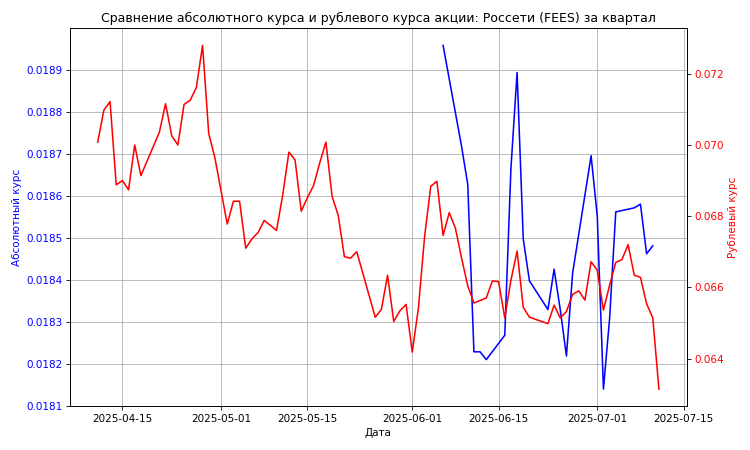 Сравнение абсолютного курса и рублевого курса акции: Россети (FEES) за квартал
Абсолютный курс
0.0189
0.0188
0.0187
0.0186
0.0185
0.0184
0.0183
0.0182
0.0181
0.072
0.070
0.068
0.066
0.064
Рублевый курс
2025-04-15 2025-05-01 2025-05-15 2025-06-01 2025-06-15 2025-07-01 2025-07-15
Дата